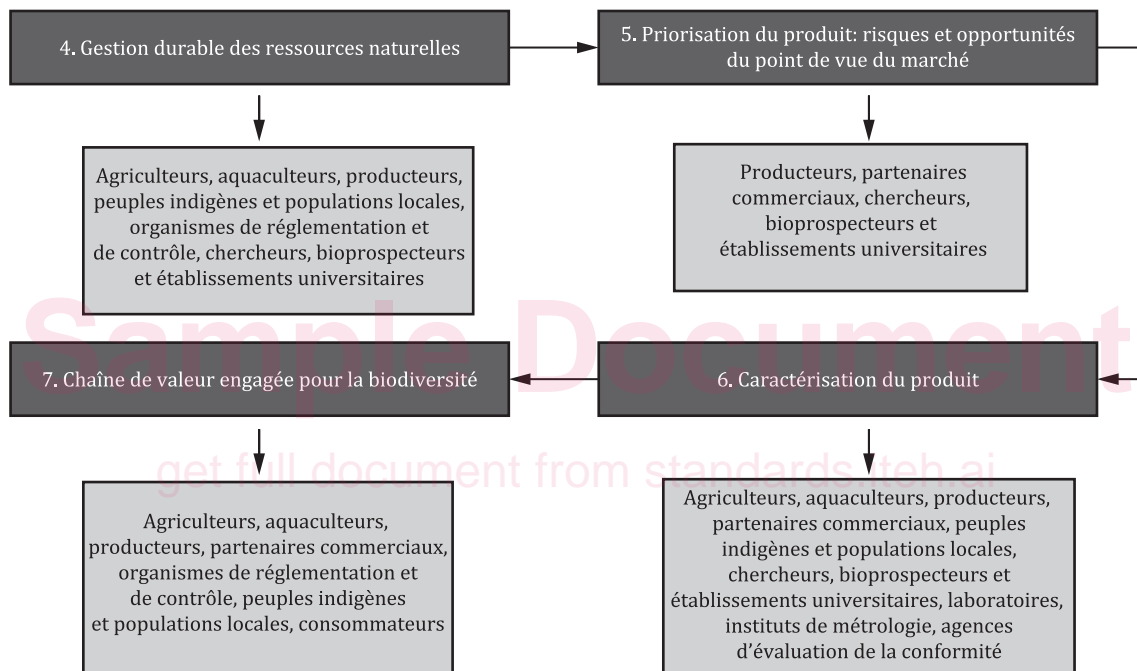 4. Gestion durable des ressources naturelles
5. Priorisation du produit: risques et opportunités
du point de vue du marché
Agriculteurs, aquaculteurs, producteurs,
peuples indigènes et populations locales,
organismes de réglementation et
de contrôle, chercheurs, bioprospecteurs
et établissements universitaires
Producteurs, partenaires
commerciaux, chercheurs,
bioprospecteurs et
établissements universitaires
Sample Document
7. Chaîne de valeur engagée pour la biodiversité
6. Caractérisation du produit
get full document from standards.iteh.ai
Agriculteurs, aquaculteurs,
producteurs, partenaires commerciaux,
organismes de réglementation et
de contrôle, peuples indigènes
et populations locales, consommateurs
Agriculteurs, aquaculteurs, producteurs,
partenaires commerciaux, peuples
indigènes et populations locales,
chercheurs, bioprospecteurs et
établissements universitaires, laboratoires,
instituts de métrologie, agences
d’évaluation de la conformité